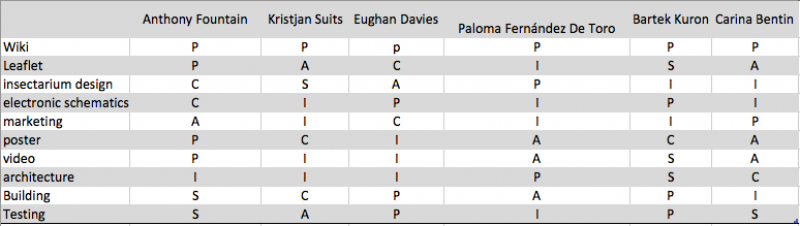 Anthony Fountain Kristjan Suits Eughan Davies Paloma Fernández De Toro Bartek Kuron Carina Bentin
Wiki P P p P P P
Leaflet P A C I S A
insectarium design C S A P I I
electronic schematics C I P I P I
marketing A I C I I P
poster P C I A C A
video P I I A S A
architecture I I I P S C
Building S C P A P I
Testing S A P I P S